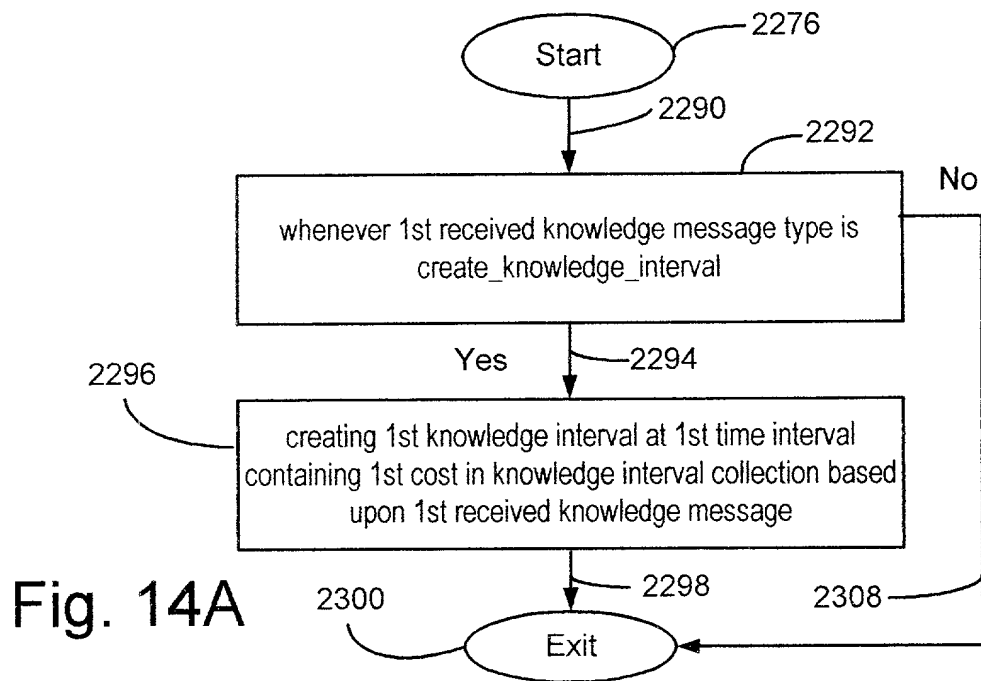 Start
2276
2290
2292
No
whenever 1st received knowledge message type is
create_knowledge_interval
Yes
2294
2296
creating 1st knowledge interval at 1st time interval
containing 1st cost in knowledge interval collection based
upon 1st received knowledge message
2298
2308
Fig. 14A
2300
Exit